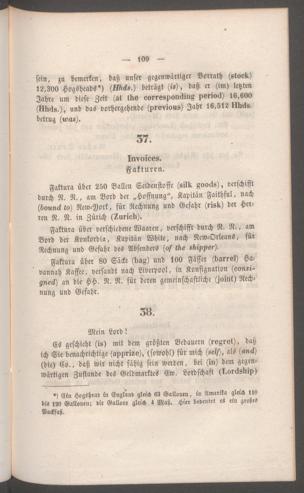 — 109 —
sein, zu bemerken, daß unser gegenwärtiger Vorrath (stock)
12,300 Hogsheads*) (Hhds.) beträgt (is), daß er (im) letzten
Jahre um diese Zeit (at the corresponding period) 16,600
(Hhds.), und das vorhergehende (previous) Jahr 16,512 Hhds.
betrug (was).
37.
Invoices.
Fakturen.
Faktura über 250 Ballen Seidenstoffe (silk goods), verschifft
durch N. N., am Bord der „Hoffnung“, Kapitän Faithful, nach
(bound to) New-York, für Rechnung und Gefahr (risk) der Her-
ren N. N. in Zürich (Zurich).
Faktura über verschiedene Waaren, verschifft durch N. N., am
Bord der Konkordia, Kapitän White, nach New-Orleans, für
Rechnung und Gefahr des Absenders (of the shipper).
Faktura über 80 Säcke (bag) und 100 Fässer (barrel) Ha-
vannah Kaffee, versandt nach Liverpool, in Konsignation (consi-
gned) an die HH. N. N. für deren gemeinschaftliche (joint) Rech-
nung und Gefahr.
38.
Mein Lord!
Es geschieht (is) mit dem größten Bedauern (regret), daß
ich Sie benachrichtige (apprize), (sowohl) für mich (self), als (and)
(die) Co., daß wir nicht fähig sein werden, bei (in) dem gegen-
wärtigen Zustande des Geldmarktes Ew. Lordschaft (Lordship)
*) Ein Hogshead in England gleich 63 Gallonen, in Amerika gleich 110
bis 120 Gallonen; die Gallone gleich 4 Maß. Hier bedeutet es ein großes
Packfaß.